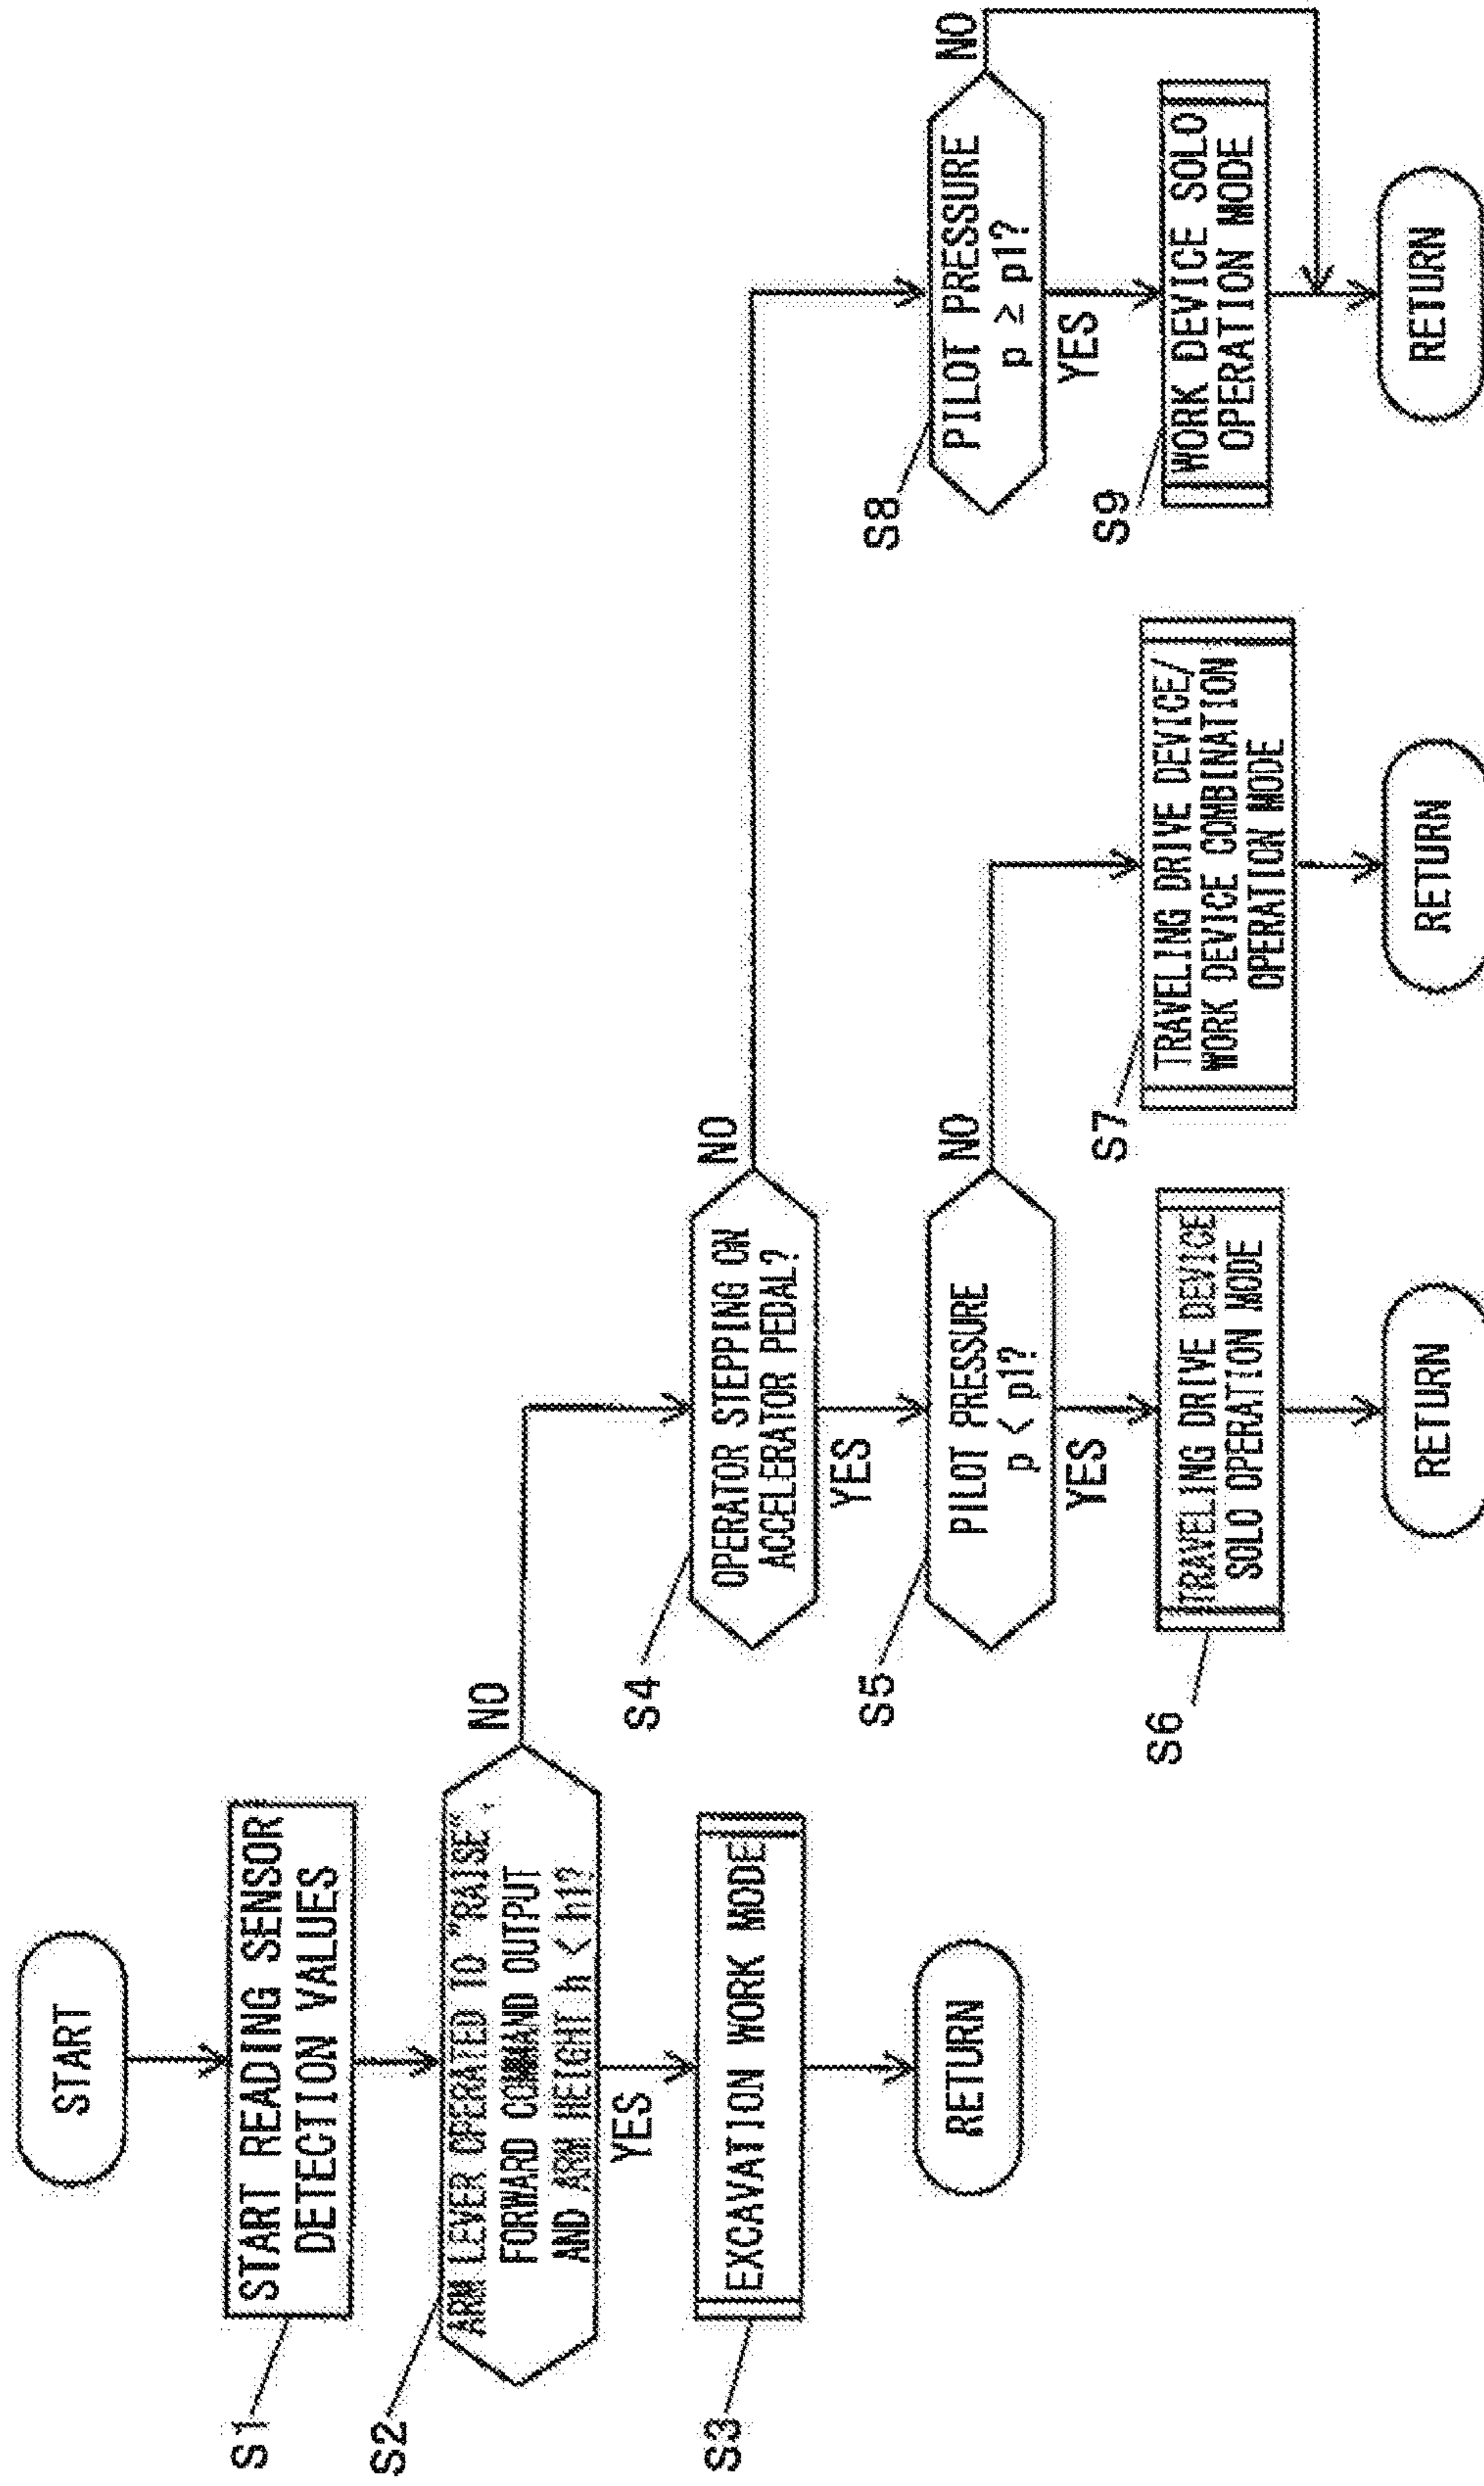 START
S1
START READING SENSOR
DETECTION VALUES
S2
ARM LEVER OPERATED TO "RAISE",
FORWARD COMMAND OUTPUT
AND ARM HEIGHT h < h1?
NO
YES
S3
EXCAVATION WORK MODE
RETURN
S4
OPERATOR STEPPING ON
ACCELERATOR PEDAL?
NO
YES
S5
PILOT PRESSURE
p < p1?
NO
YES
S6
TRAVELING DRIVE DEVICE
SOLO OPERATION MODE
RETURN
S7
TRAVELING DRIVE DEVICE/
WORK DEVICE COMBINATION
OPERATION MODE
RETURN
S8
PILOT PRESSURE
p ≥ p1?
NO
YES
S9
WORK DEVICE SOLO
OPERATION MODE
RETURN